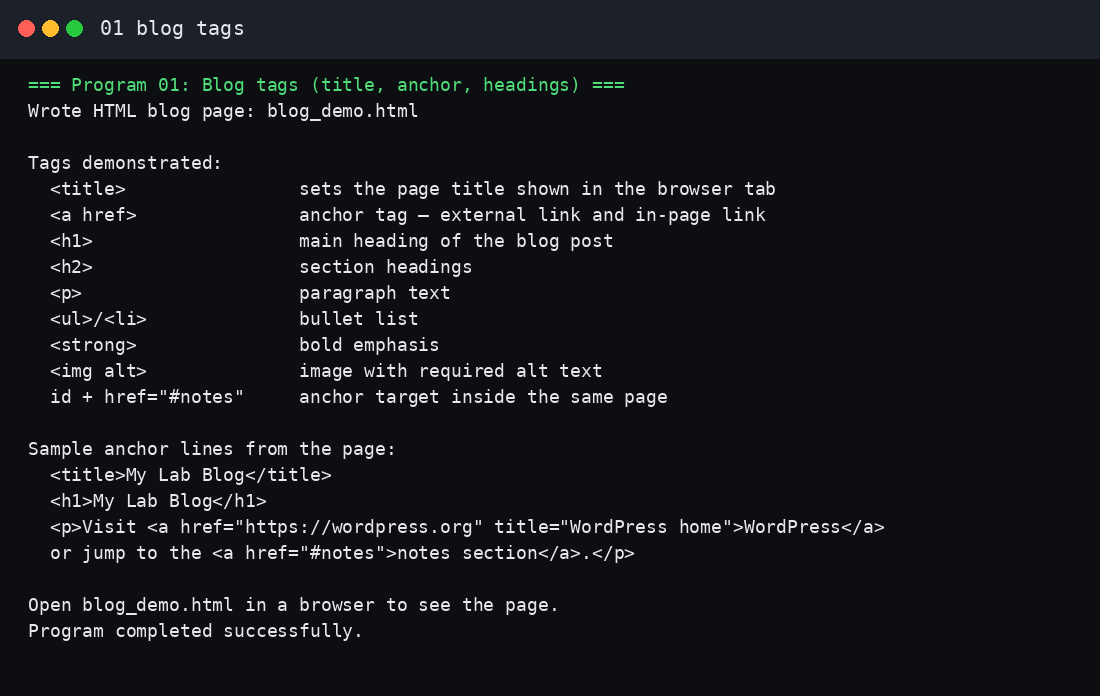 01 blog tags
=== Program 01: Blog tags (title, anchor, headings) ===
Wrote HTML blog page: blog_demo.html
Tags demonstrated:
<title> sets the page title shown in the browser tab
<a href> anchor tag — external link and in-page link
<h1> main heading of the blog post
<h2> section headings
<p> paragraph text
<ul>/<li> bullet list
<strong> bold emphasis
<img alt> image with required alt text
id + href="#notes" anchor target inside the same page
Sample anchor lines from the page:
<title>My Lab Blog</title>
<h1>My Lab Blog</h1>
<p>Visit <a href="https://wordpress.org" title="WordPress home">WordPress</a>
or jump to the <a href="#notes">notes section</a>.</p>
Open blog_demo.html in a browser to see the page.
Program completed successfully.